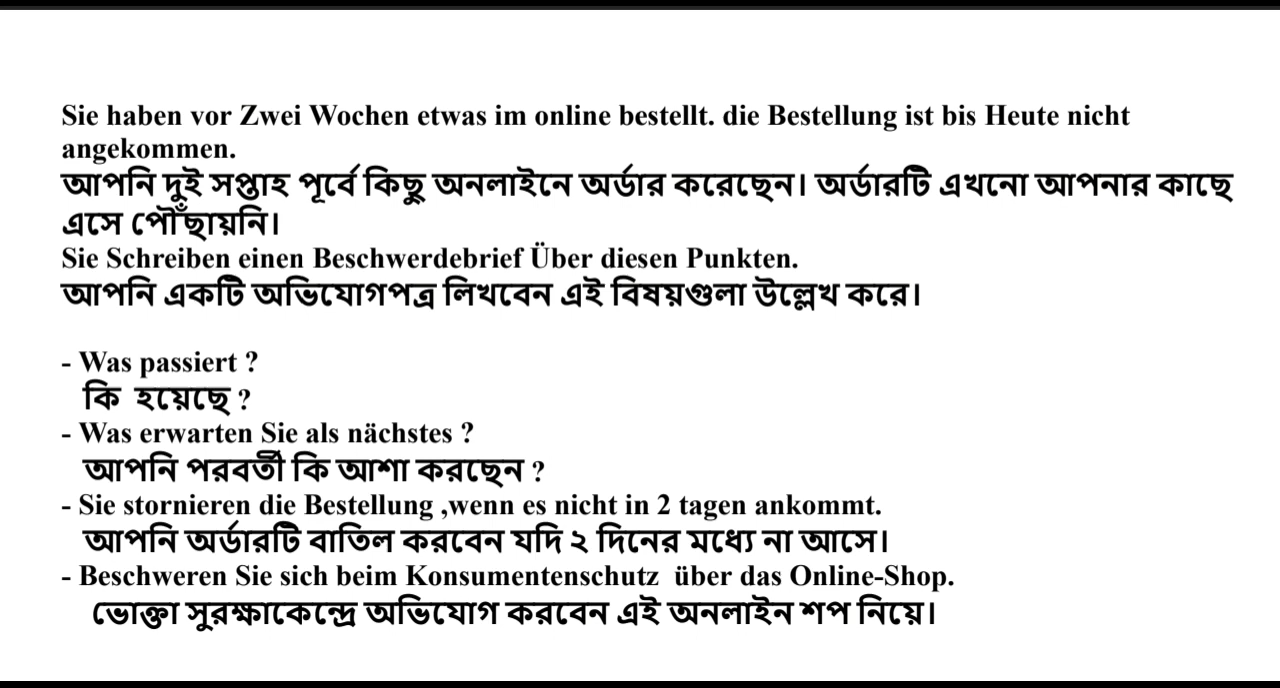 Sie haben vor Zwei Wochen etwas im online bestellt. die Bestellung ist bis Heute nicht
angekommen.
আপনি দুই সপ্তাহ পূর্বে কিছু অনলাইনে অর্ডার করেছেন। অর্ডারটি এখনো আপনার কাছে
এসে পৌঁছায়নি।
Sie Schreiben einen Beschwerdebrief Über diesen Punkten.
আপনি একটি অভিযোগপত্র লিখবেন এই বিষয়গুলা উল্লেখ করে।
- Was passiert ?
কি হয়েছে ?
- Was erwarten Sie als nächstes ?
আপনি পরবর্তী কি আশা করছেন ?
- Sie stornieren die Bestellung ,wenn es nicht in 2 tagen ankommt.
আপনি অর্ডারটি বাতিল করবেন যদি ২ দিনের মধ্যে না আসে।
- Beschweren Sie sich beim Konsumentenschutz über das Online-Shop.
ভোক্তা সুরক্ষাকেন্দ্রে অভিযোগ করবেন এই অনলাইন শপ নিয়ে।